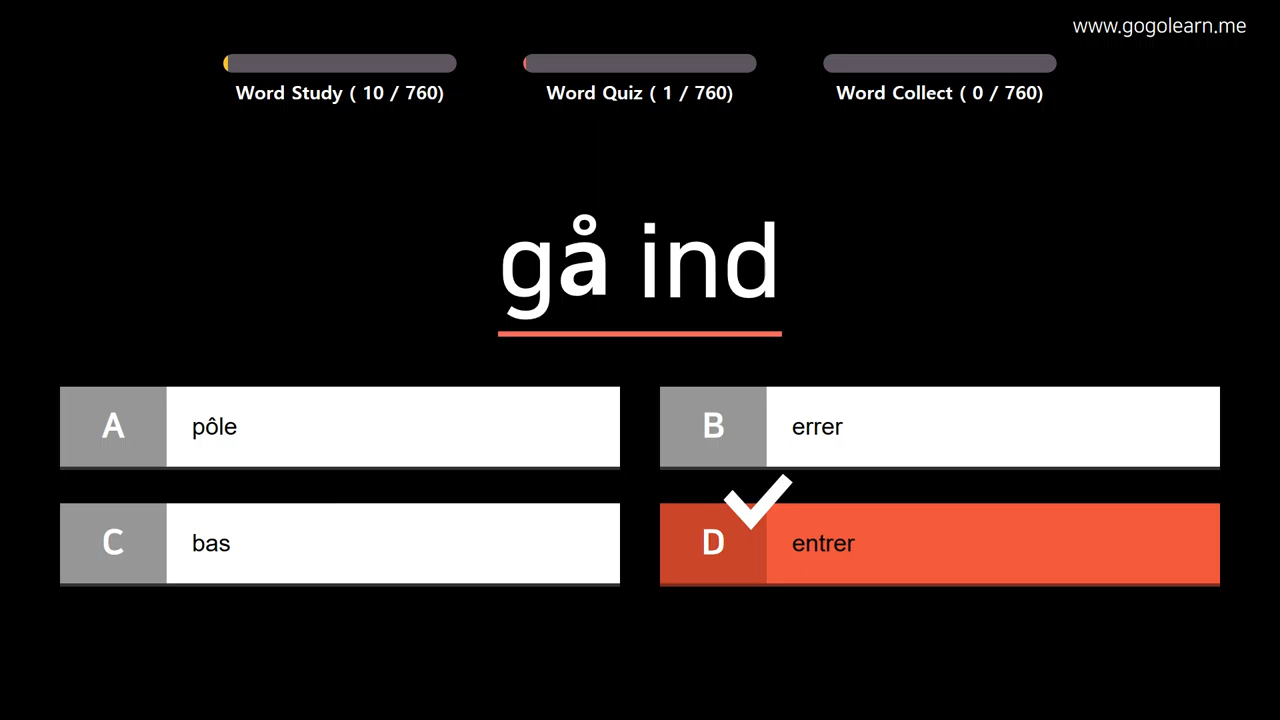 www.gogolearn.me
Word Study ( 10 / 760)
Word Quiz ( 1 / 760)
Word Collect ( 0 / 760)
gå ind
A pôle
B errer
C bas
D entrer